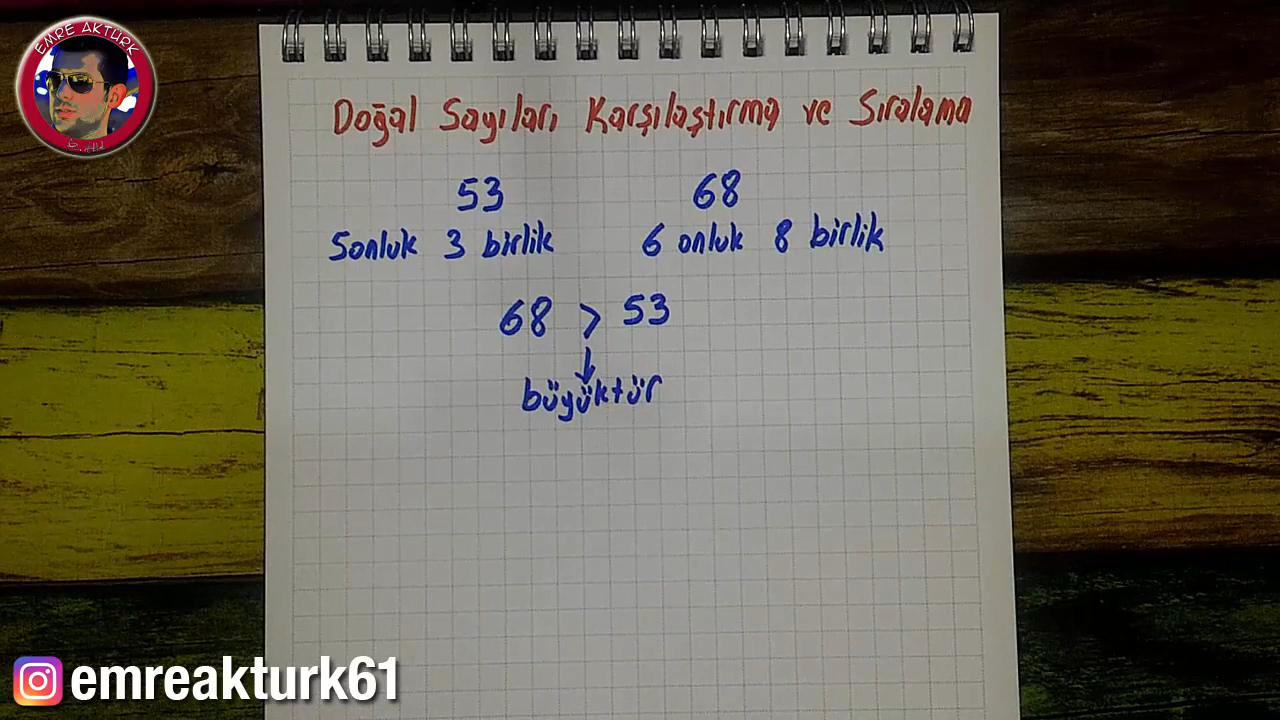 EMRE AKTÜRK
Doğal Sayıları Karşılaştırma ve Sıralama
53 68
5onluk 3 birlik 6 onluk 8 birlik
68 > 53
büyüktür
emreakturk61